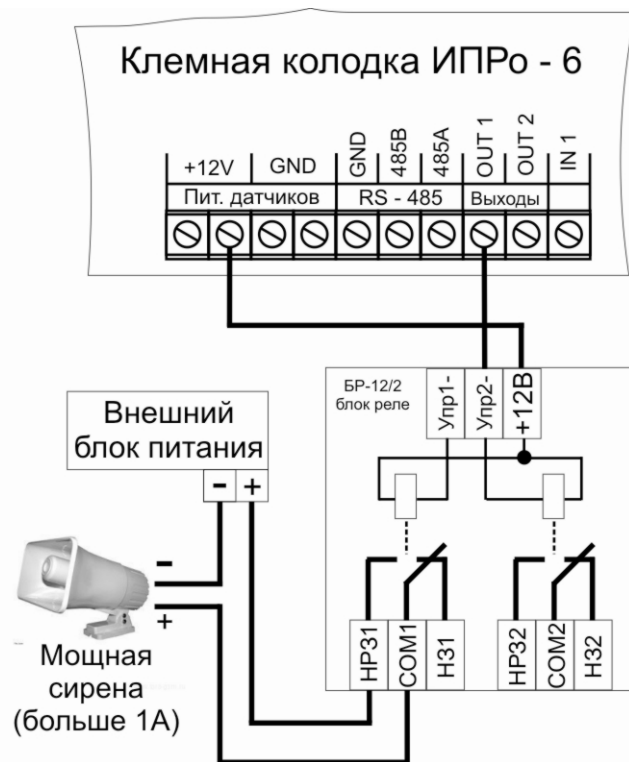 Клемная колодка ИПРо - 6
+12V
GND
GND
485B
485A
OUT 1
OUT 2
IN 1
Пит. датчиков
RS - 485
Выходы
БР-12/2
блок реле
Упр1-
Упр2-
+12В
Внешний
блок питания
- +
-
+
Мощная
сирена
(больше 1А)
НР31
COM1
Н31
НР32
COM2
Н32